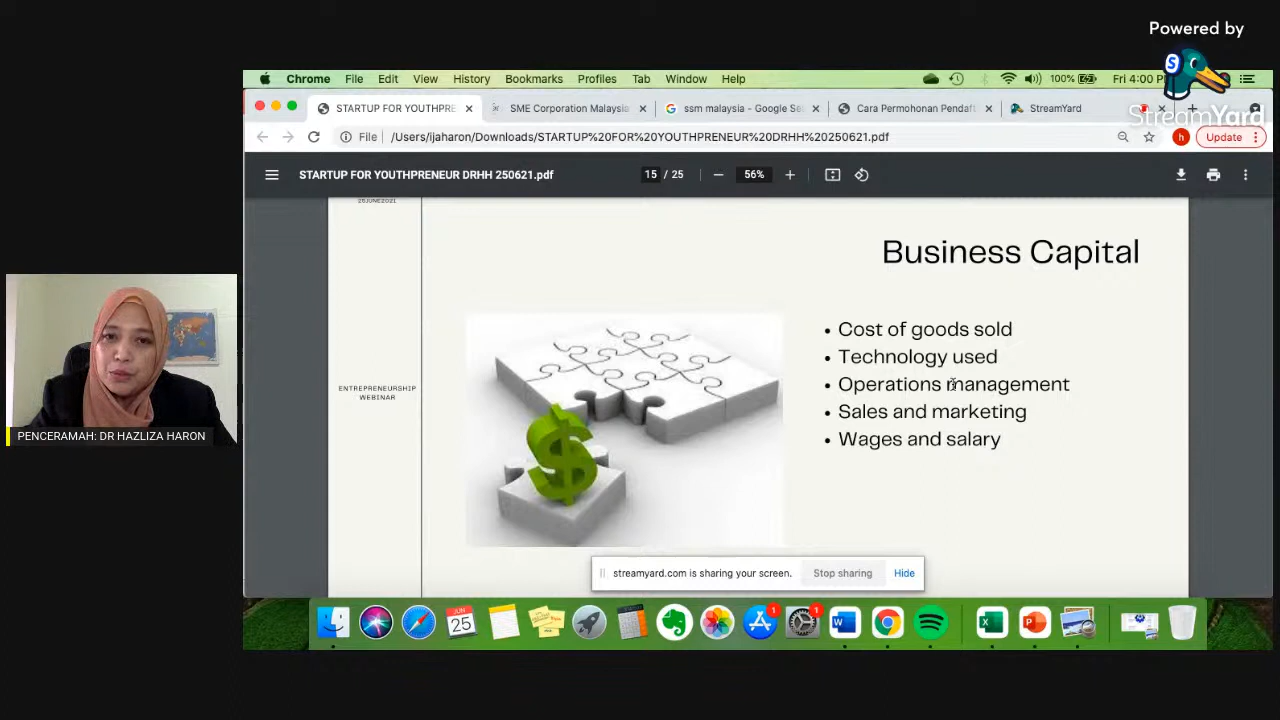 Powered by
StreamYard
Chrome File Edit View History Bookmarks Profiles Tab Window Help 100% Fri 4:00 P
STARTUP FOR YOUTHPRE
SME Corporation Malaysia
ssm malaysia - Google Se
Cara Permohonan Pendaft
StreamYard
File /Users/ijaharon/Downloads/STARTUP%20FOR%20YOUTHPRENEUR%20DRHH%20250621.pdf
h
Update
STARTUP FOR YOUTHPRENEUR DRHH 250621.pdf
15 / 25
56%
25JUNE2021
Business Capital
• Cost of goods sold
• Technology used
• Operations management
• Sales and marketing
• Wages and salary
ENTREPRENEURSHIP
WEBINAR
PENCERAMAH: DR HAZLIZA HARON
$
streamyard.com is sharing your screen. Stop sharing Hide
JUN
25
1
1